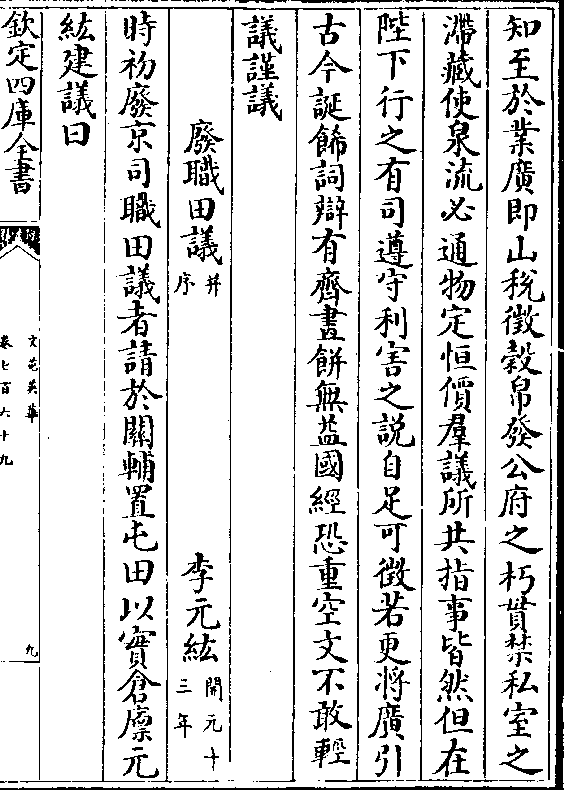 知至於業廣即山稅徵穀帛發公府之朽貫禁私室之
滯藏使泉流必通物定恒價羣議所共指事皆然但在
陛下行之有司遵守利害之説自足可徵若更將廣引
古今誕飾詞辯有齊畫餅無益國經恐重空文不敢輕
議謹議
廢職田議并序 李元紘開元十三年
時初廢京司職田議者請於關輔置屯田以實倉廩元
紘建議曰
欽定四庫全書
文苑英華
卷七百六十九
九